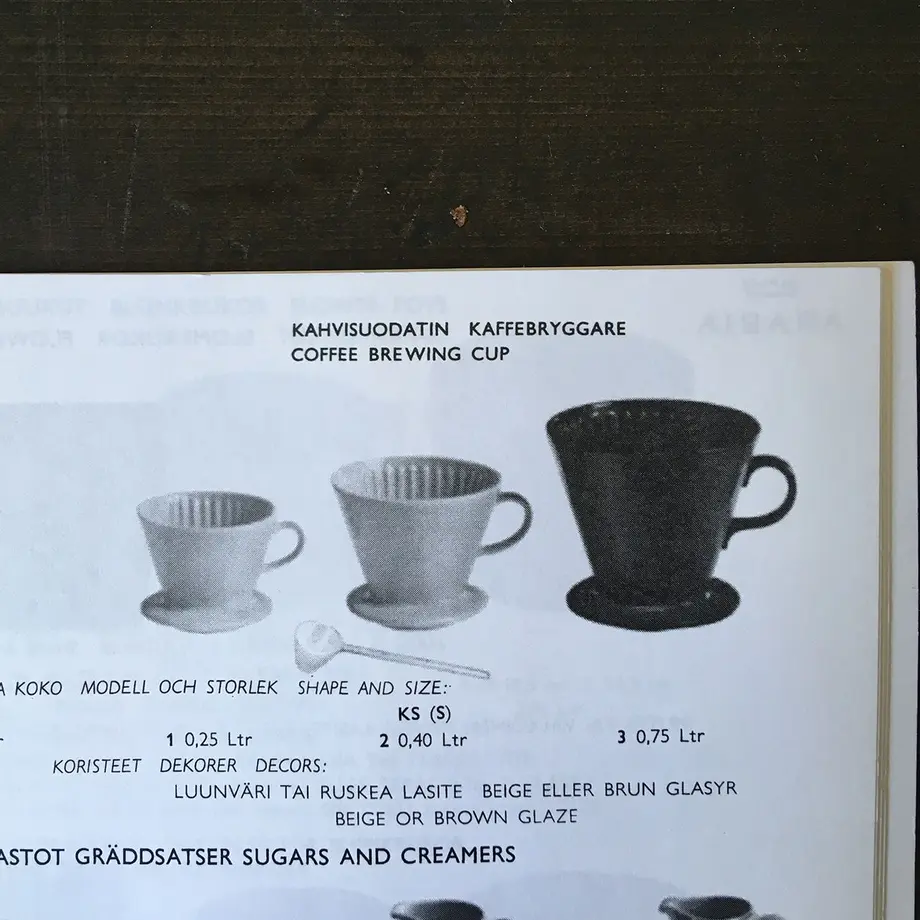 KAHVISUODATIN KAFFEBRYGGARE
COFFEE BREWING CUP
KOKO MODELL OCH STORLEK SHAPE AND SIZE:
KS (S)
1 0,25 Ltr 2 0,40 Ltr 3 0,75 Ltr
KORISTEET DEKORER DECORS:
LUUNVÄRI TAI RUSKEA LASITE BEIGE ELLER BRUN GLASYR
BEIGE OR BROWN GLAZE
ASTOT GRÄDDSATSER SUGARS AND CREAMERS